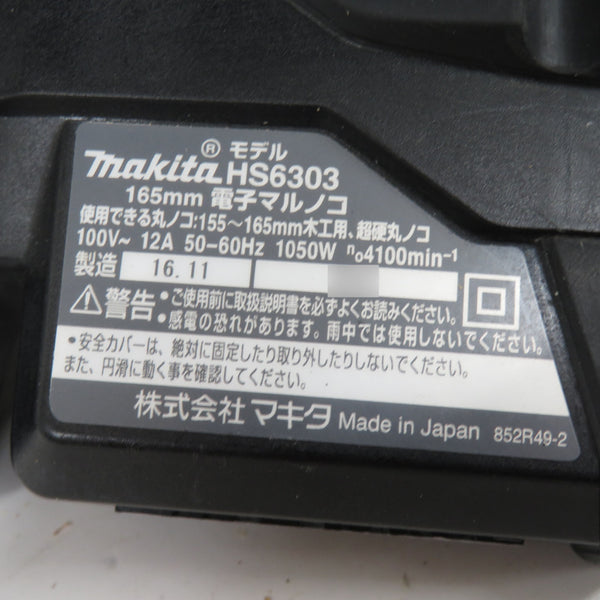 makita® モデル HS6303
165mm 電子マルノコ
使用できる丸ノコ:155～165mm木工用、超硬丸ノコ
100V~ 12A 50-60Hz 1050W no4100min-1
製造 16.11
警告 •ご使用前に取扱説明書を必ずよくお読みください。
•感電の恐れがあります。雨中では使用しないでください。
•安全カバーは、絶対に固定したり取り外したりしないでください。
また、円滑に動く事を確認してください。
株式会社 マキタ Made in Japan 852R49-2